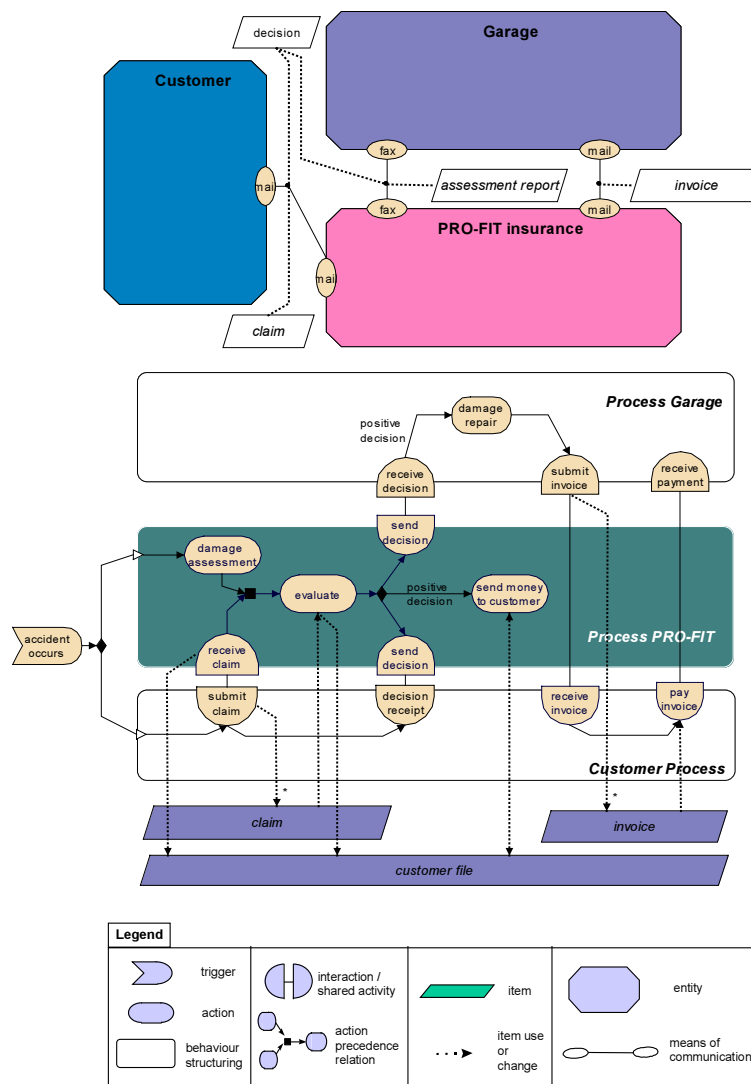 decision
Garage
Customer
fax
mail
mail
assessment report
invoice
fax
mail
PRO-FIT insurance
mail
claim
Process Garage
damage
repair
positive
decision
receive
decision
submit
invoice
receive
payment
send
decision
damage
assessment
evaluate
positive
decision
send money
to customer
accident
occurs
Process PRO-FIT
receive
claim
send
decision
submit
claim
decision
receipt
receive
invoice
pay
invoice
Customer Process
*
*
claim
invoice
customer file
Legend
trigger
interaction /
shared activity
item
entity
action
action
precedence
relation
behaviour
structuring
item use
or
change
means of
communication